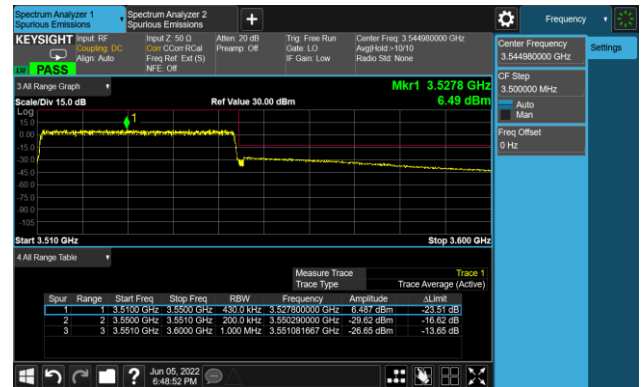 Spectrum Analyzer 1
Spurious Emissions
Spectrum Analyzer 2
Spurious Emissions
+
Frequency
KEYSIGHT
Input: RF
Coupling: DC
Align: Auto
Input Z: 50 Ω
Corr CCorr RCal
Freq Ref: Ext (S)
NFE: Off
Atten: 20 dB
Preamp: Off
Trig: Free Run
Gate: LO
IF Gain: Low
Center Freq: 3.544980000 GHz
Avg|Hold:>10/10
Radio Std: None
LXI PASS
Center Frequency
3.544980000 GHz
Settings
CF Step
3.500000 MHz
Auto
Man
Freq Offset
0 Hz
3 All Range Graph
Mkr1 3.5278 GHz
Scale/Div 15.0 dB
Ref Value 30.00 dBm
6.49 dBm
Log
15.0
0.00
-15.0
-30.0
-45.0
-60.0
-75.0
-90.0
-105
1
Start 3.510 GHz
Stop 3.600 GHz
4 All Range Table
Measure Trace Trace 1
Trace Type Trace Average (Active)
Spur Range Start Freq Stop Freq RBW Frequency Amplitude ΔLimit
1 1 3.5100 GHz 3.5500 GHz 430.0 kHz 3.527800000 GHz 6.487 dBm -23.51 dB
2 2 3.5500 GHz 3.5510 GHz 200.0 kHz 3.550290000 GHz -29.62 dBm -16.62 dB
3 3 3.5510 GHz 3.6000 GHz 1.000 MHz 3.551081667 GHz -26.65 dBm -13.65 dB
?
Jun 05, 2022
6:48:52 PM